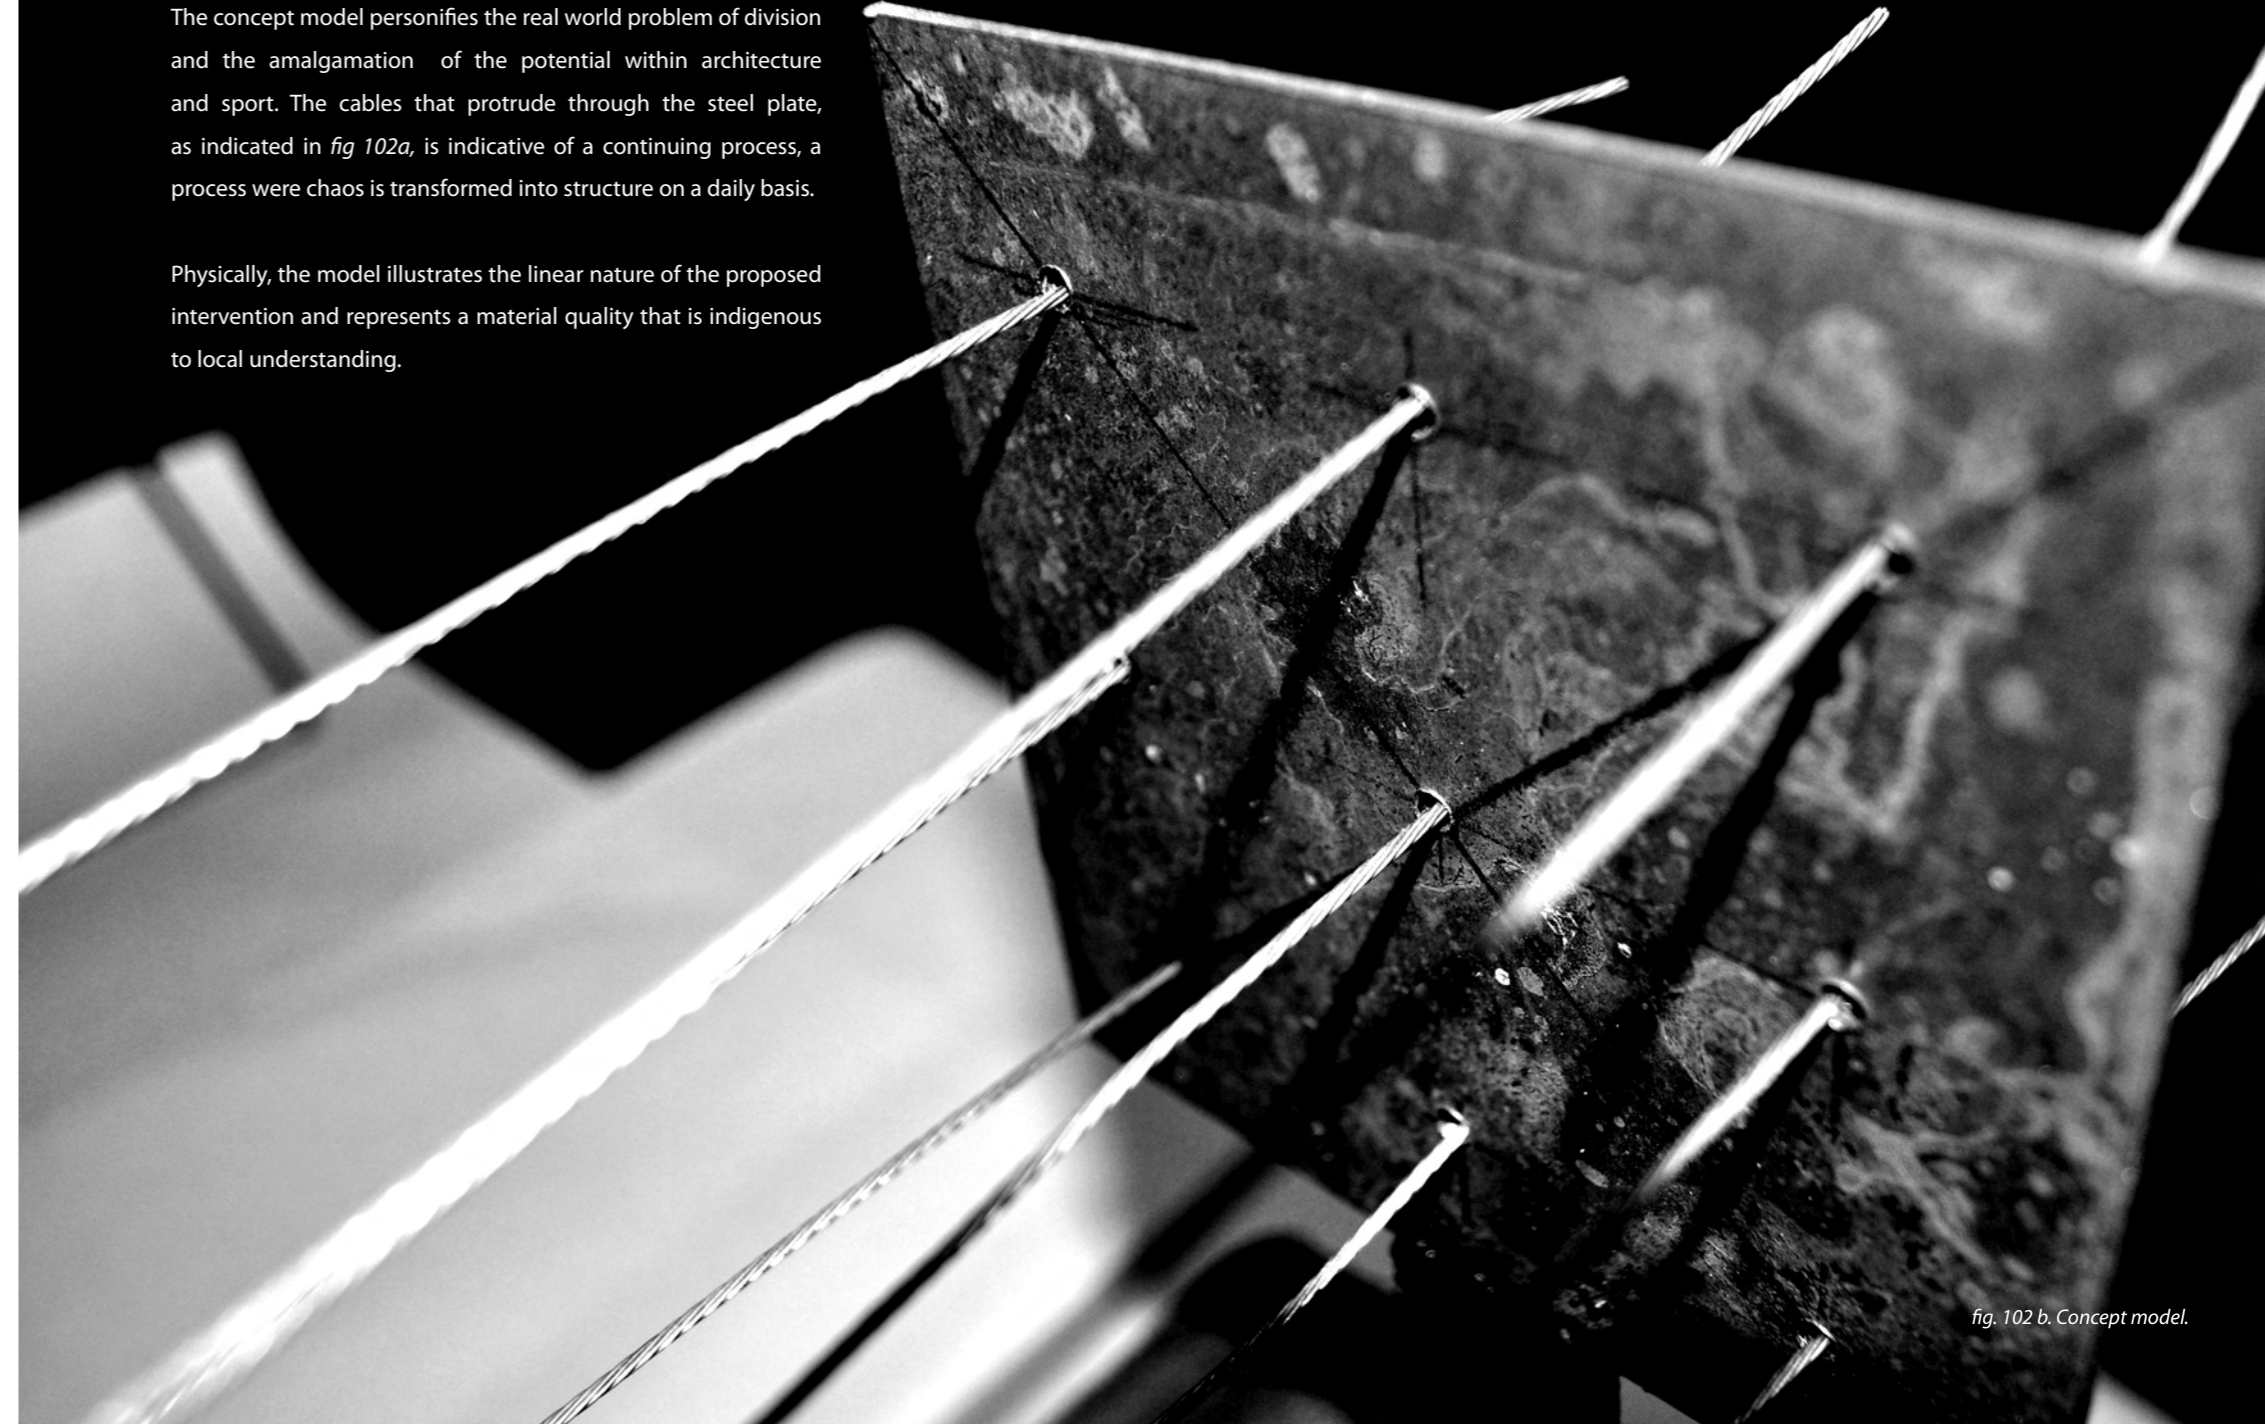 The concept model personifies the real world problem of division
and the amalgamation of the potential within architecture
and sport. The cables that protrude through the steel plate,
as indicated in fig 102a, is indicative of a continuing process, a
process were chaos is transformed into structure on a daily basis.
Physically, the model illustrates the linear nature of the proposed
intervention and represents a material quality that is indigenous
to local understanding.
fig. 102 b. Concept model.